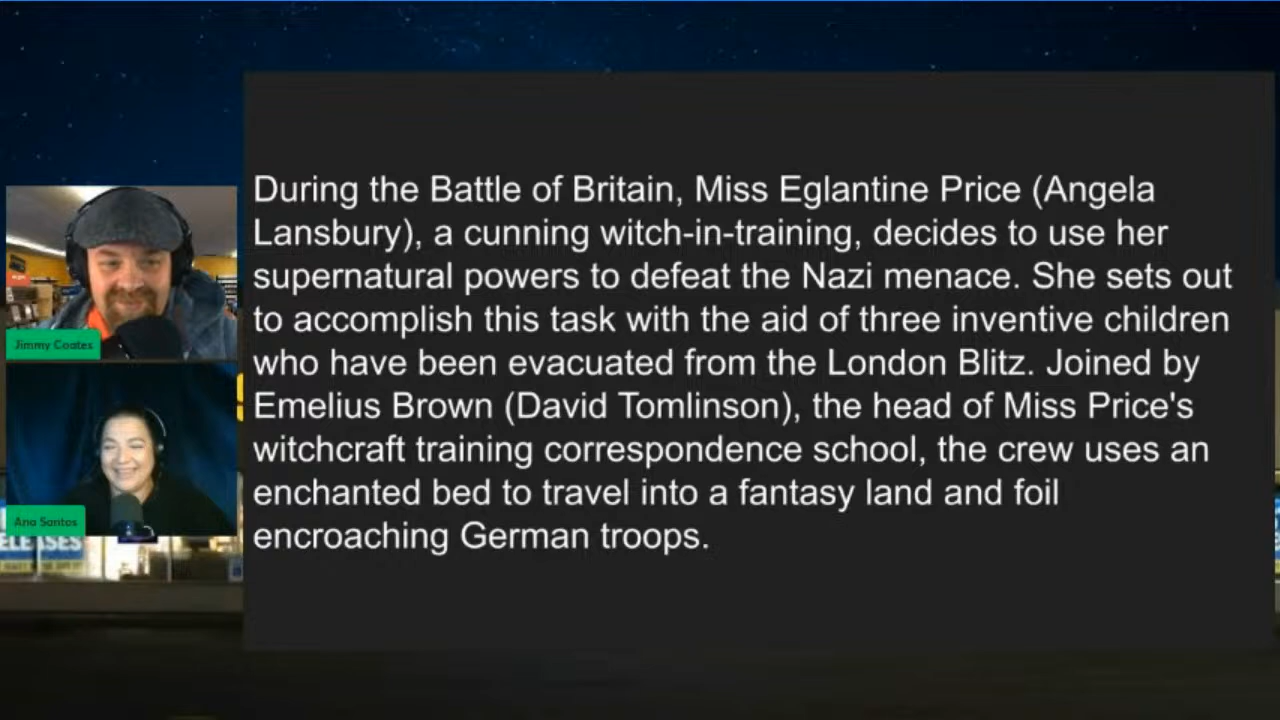 During the Battle of Britain, Miss Eglantine Price (Angela
Lansbury), a cunning witch-in-training, decides to use her
supernatural powers to defeat the Nazi menace. She sets out
to accomplish this task with the aid of three inventive children
who have been evacuated from the London Blitz. Joined by
Emelius Brown (David Tomlinson), the head of Miss Price's
witchcraft training correspondence school, the crew uses an
enchanted bed to travel into a fantasy land and foil
encroaching German troops.
Jimmy Coates
Ana Santos